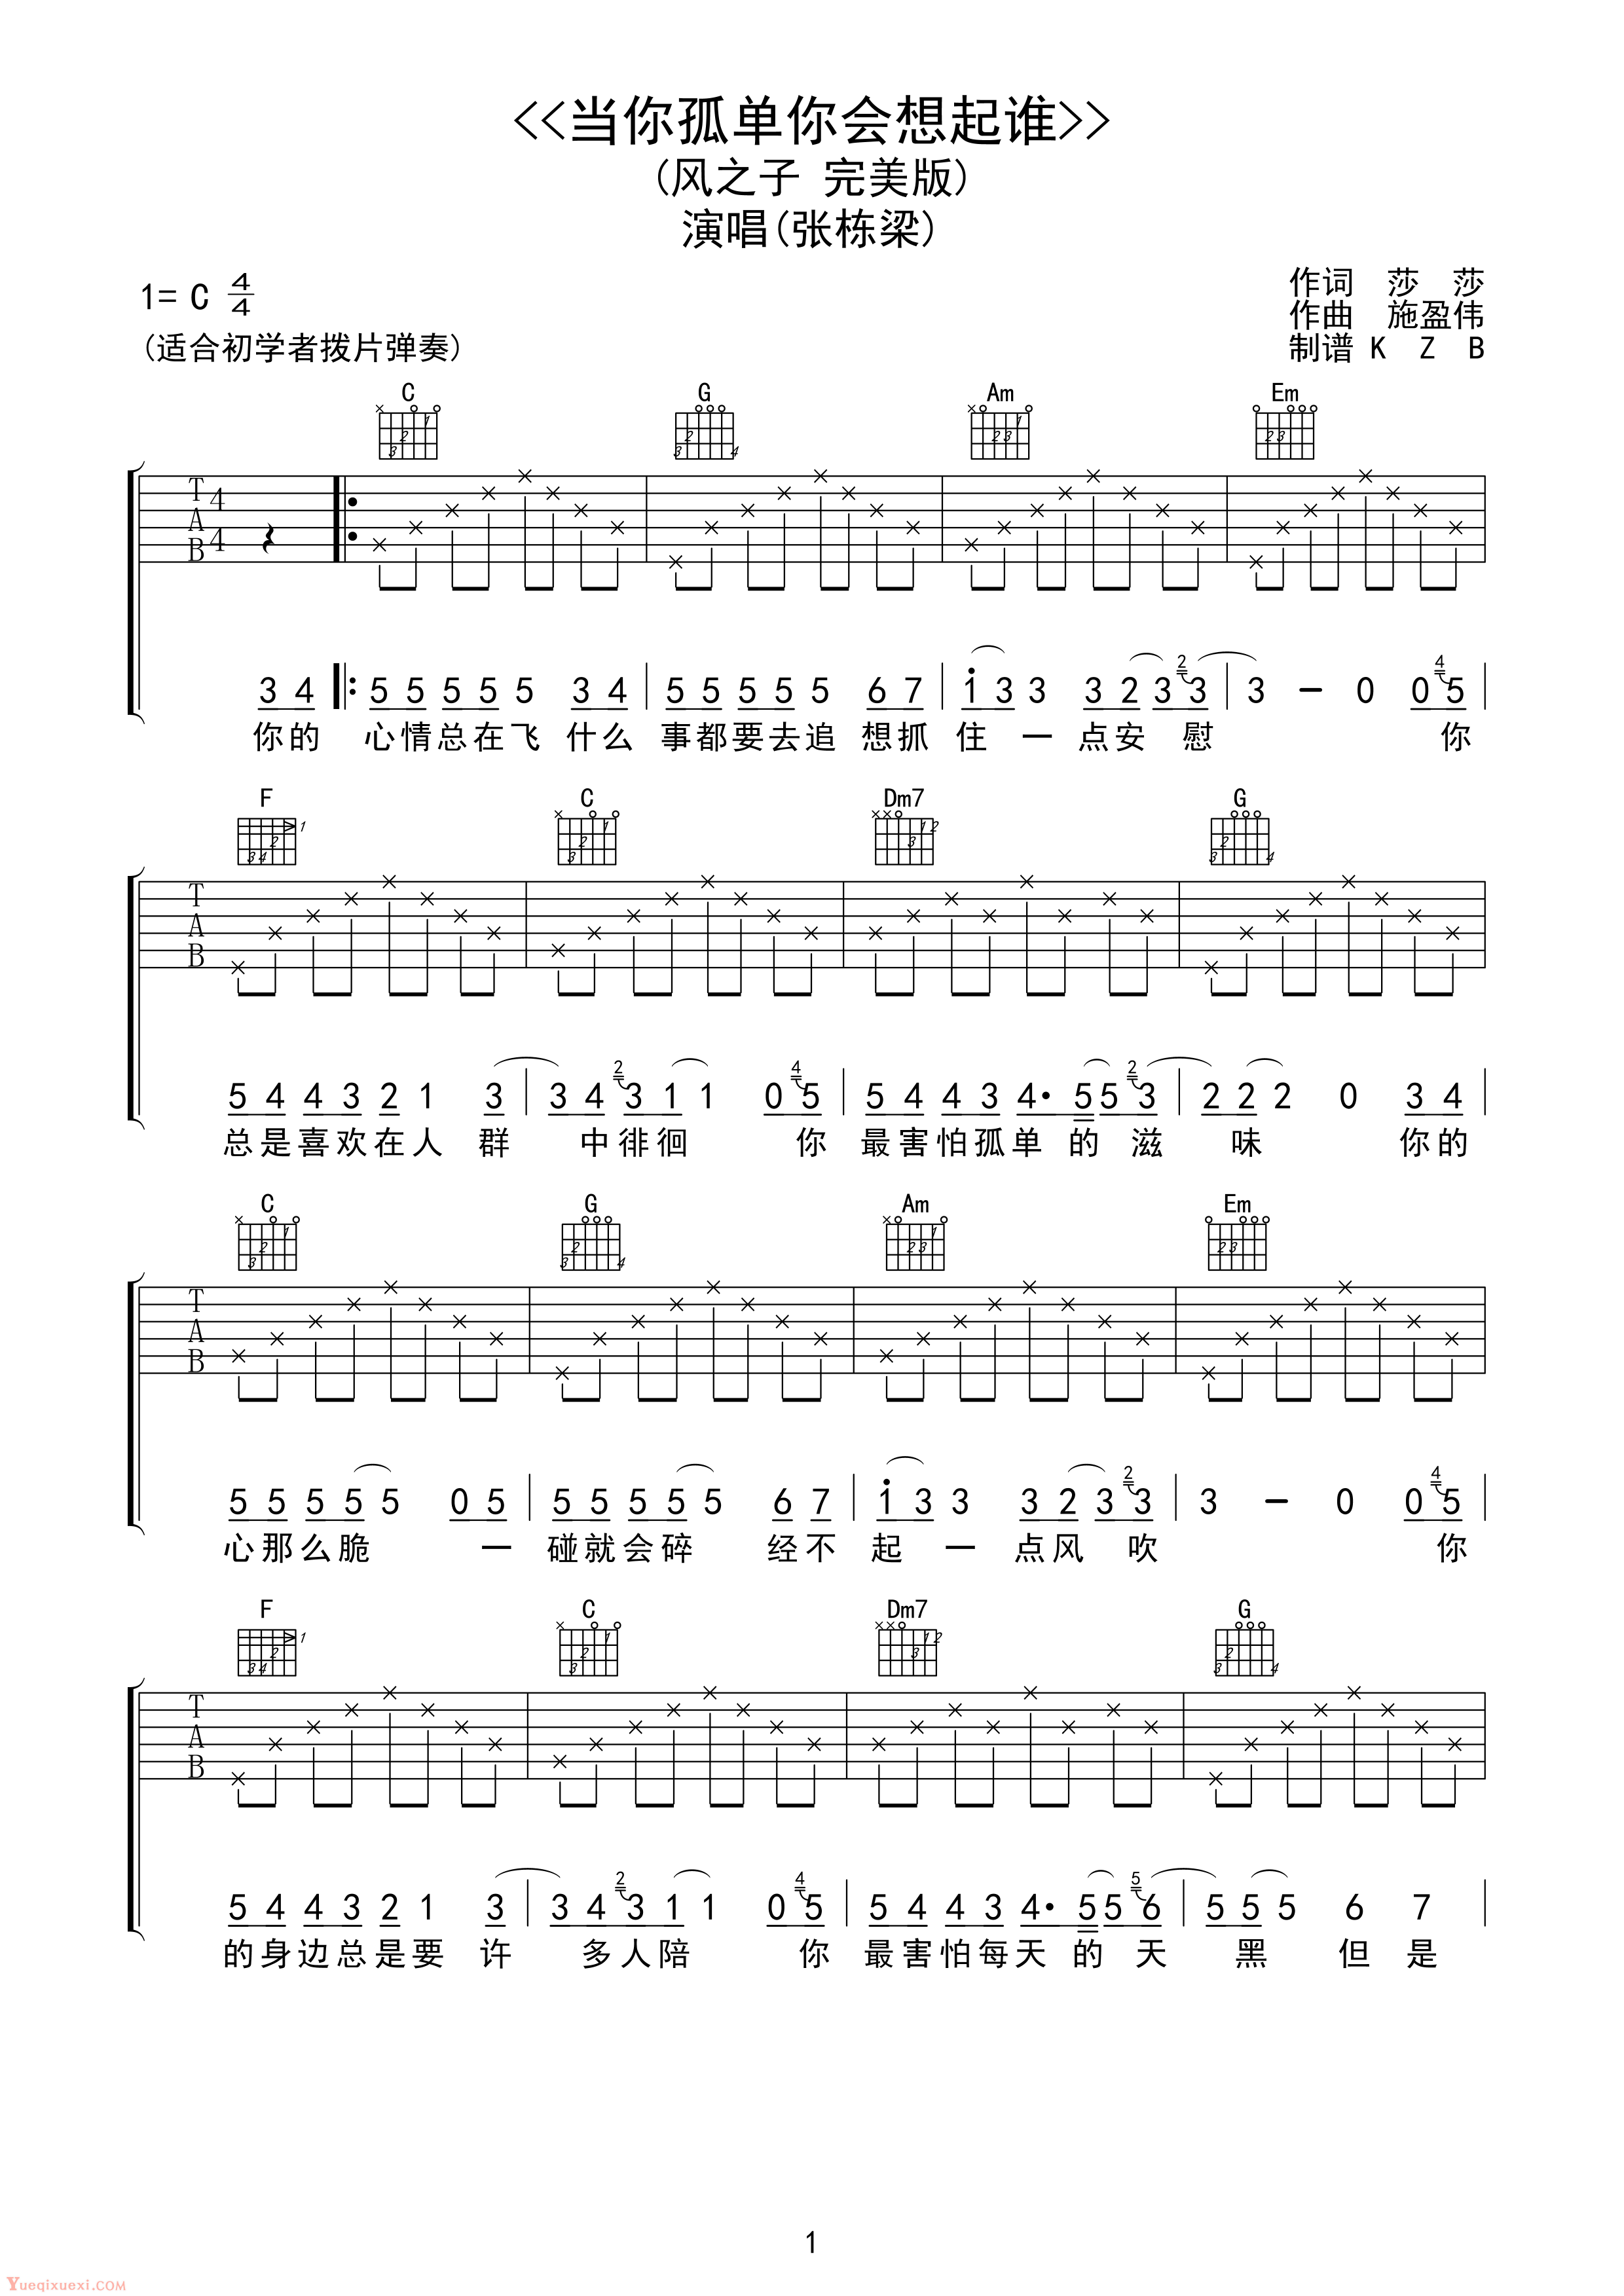 <<当你孤单你会想起谁>>
(风之子 完美版)
演唱(张栋梁)
1= C 4/4
作词 莎 莎
作曲 施盈伟
(适合初学者拨片弹奏)
制谱 K Z B
C G Am Em
T A B 4 4
3 4 5 5 5 5 5 3 4 5 5 5 5 5 6 7 1 3 3 3 2 3 2 3 3 - 0 0 4 5
你的 心情总在飞 什么 事都要去追 想抓 住 一 点安 慰 你
F C Dm7 G
T A B
5 4 4 3 2 1 3 3 4 2 3 1 1 0 4 5 5 4 4 3 4· 5 5 2 3 2 2 2 0 3 4
总是喜欢在人 群 中徘徊 你 最害怕孤单 的 滋 味 你的
C G Am Em
T A B
5 5 5 5 5 0 5 5 5 5 5 5 6 7 1 3 3 3 2 3 2 3 3 - 0 0 4 5
心那么脆 一 碰就会碎 经不 起 一 点风 吹 你
F C Dm7 G
T A B
5 4 4 3 2 1 3 3 4 2 3 1 1 0 4 5 5 4 4 3 4· 5 5 5 6 5 5 5 6 7
的身边总是要 许 多人陪 你 最害怕每天 的 天 黑 但 是
1
Yueqixuexi.com